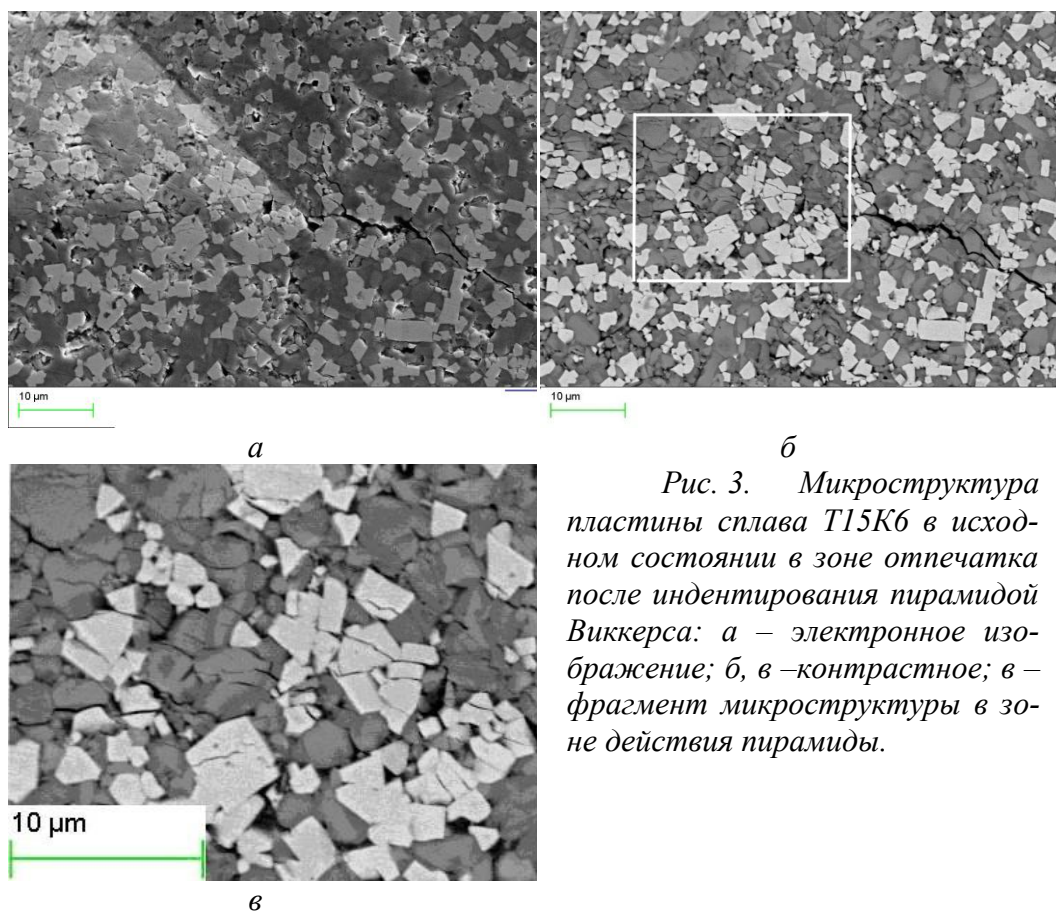 10 µm
10 µm
а
б
Рис. 3. Микроструктура
пластины сплава Т15К6 в исход-
ном состоянии в зоне отпечатка
после индентирования пирамидой
Виккерса: а – электронное изо-
бражение; б, в –контрастное; в –
фрагмент микроструктуры в зо-
не действия пирамиды.
10 µm
в